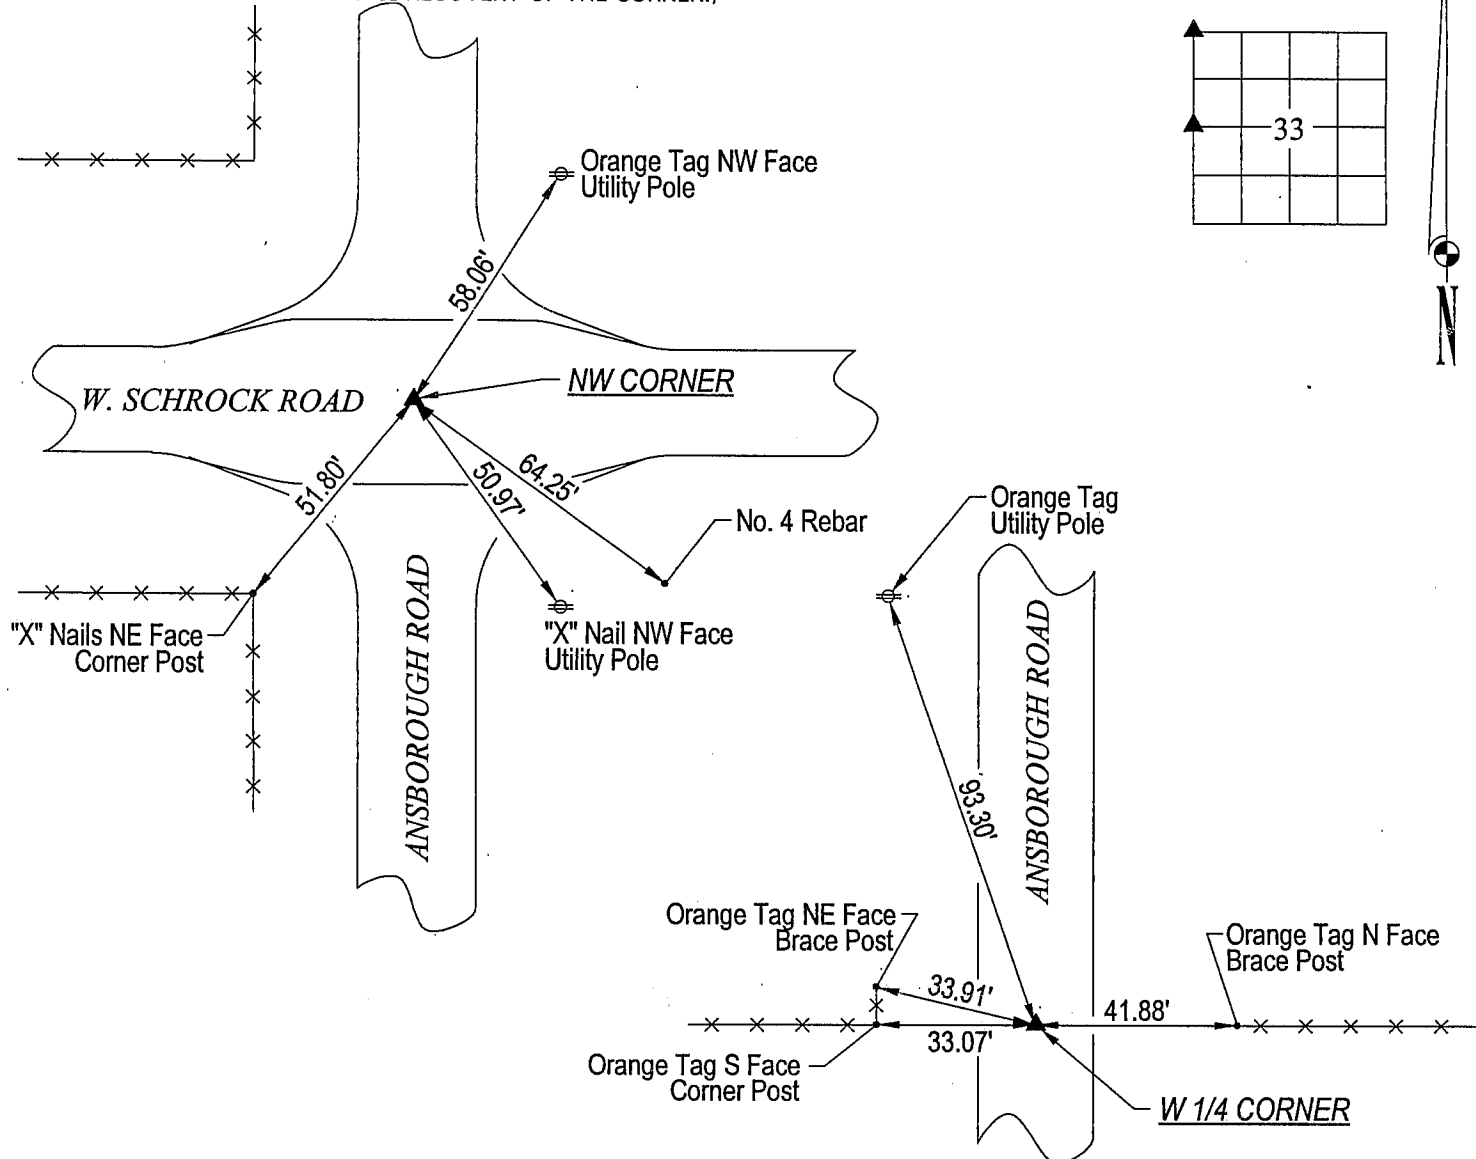 33
N
Orange Tag NW Face
Utility Pole
58.06'
NW CORNER
W. SCHROCK ROAD
51.80'
50.97'
64.25'
No. 4 Rebar
Orange Tag
Utility Pole
"X" Nails NE Face
Corner Post
ANSBOROUGH ROAD
"X" Nail NW Face
Utility Pole
ANSBOROUGH ROAD
93.30'
Orange Tag NE Face
Brace Post
33.91'
Orange Tag N Face
Brace Post
41.88'
33.07'
Orange Tag S Face
Corner Post
W 1/4 CORNER